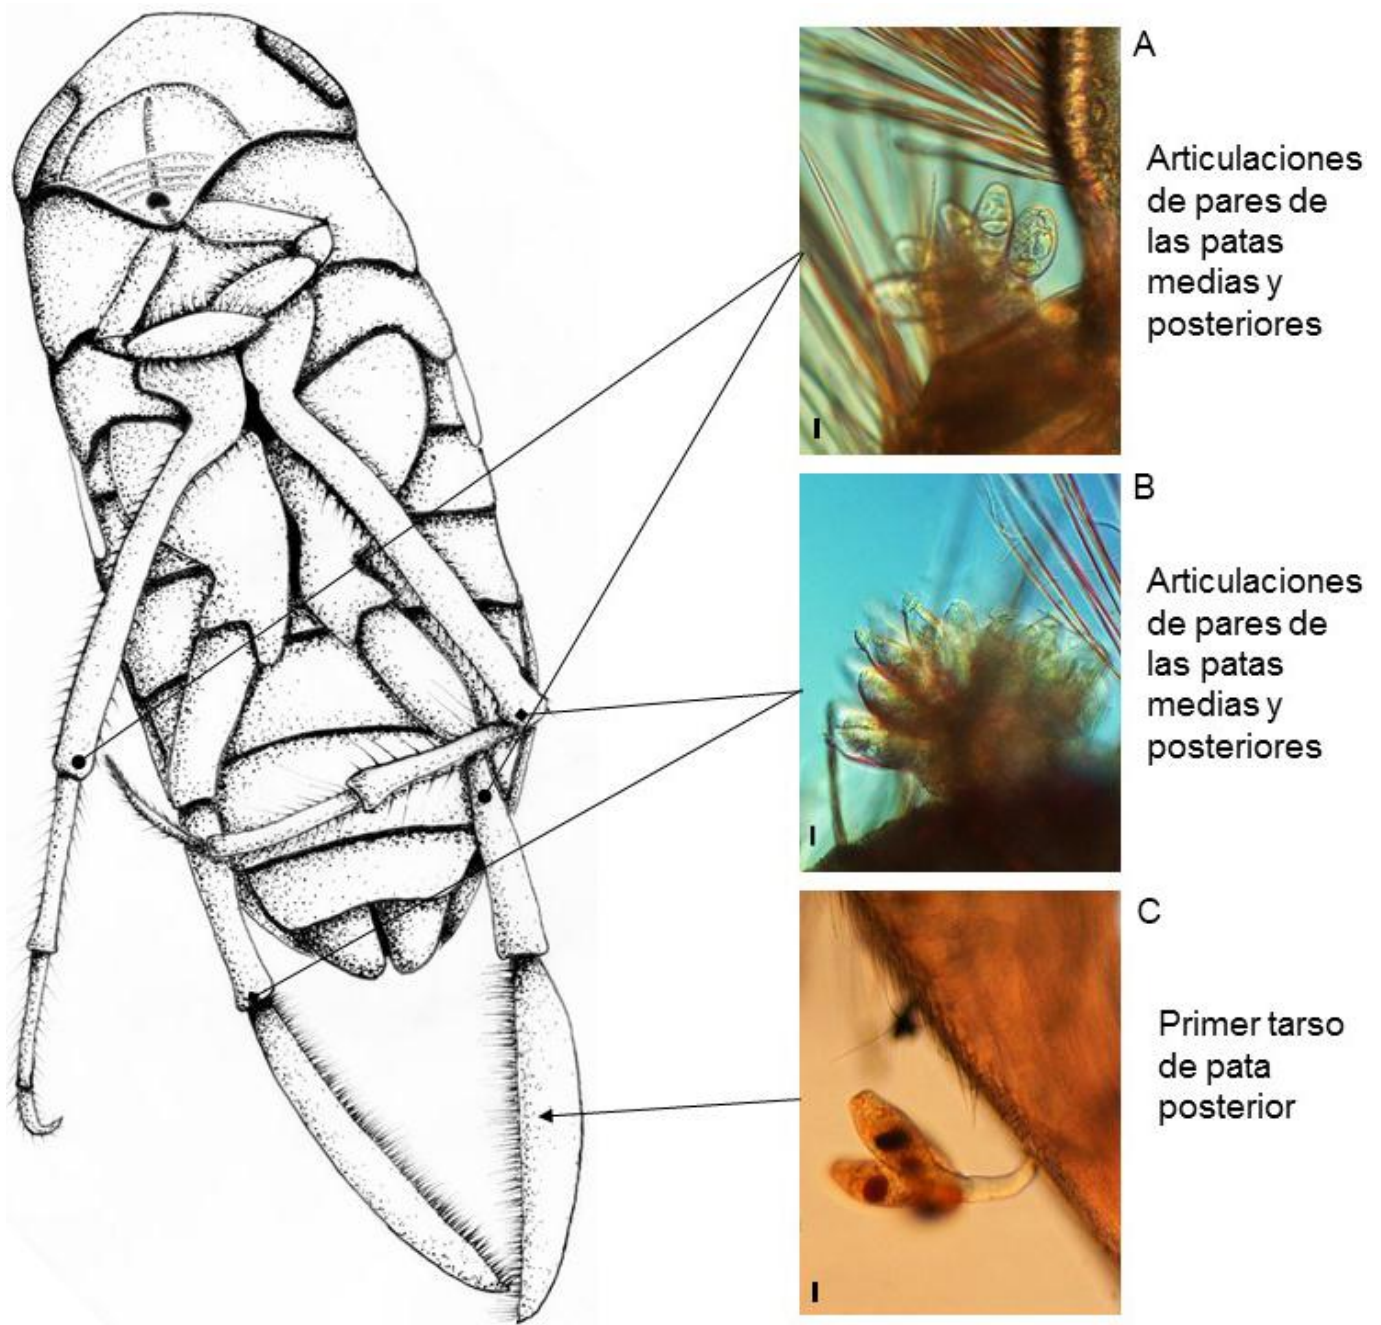 A
Articulaciones
de pares de
las patas
medias y
posteriores
B
Articulaciones
de pares de
las patas
medias y
posteriores
C
Primer tarso
de pata
posterior